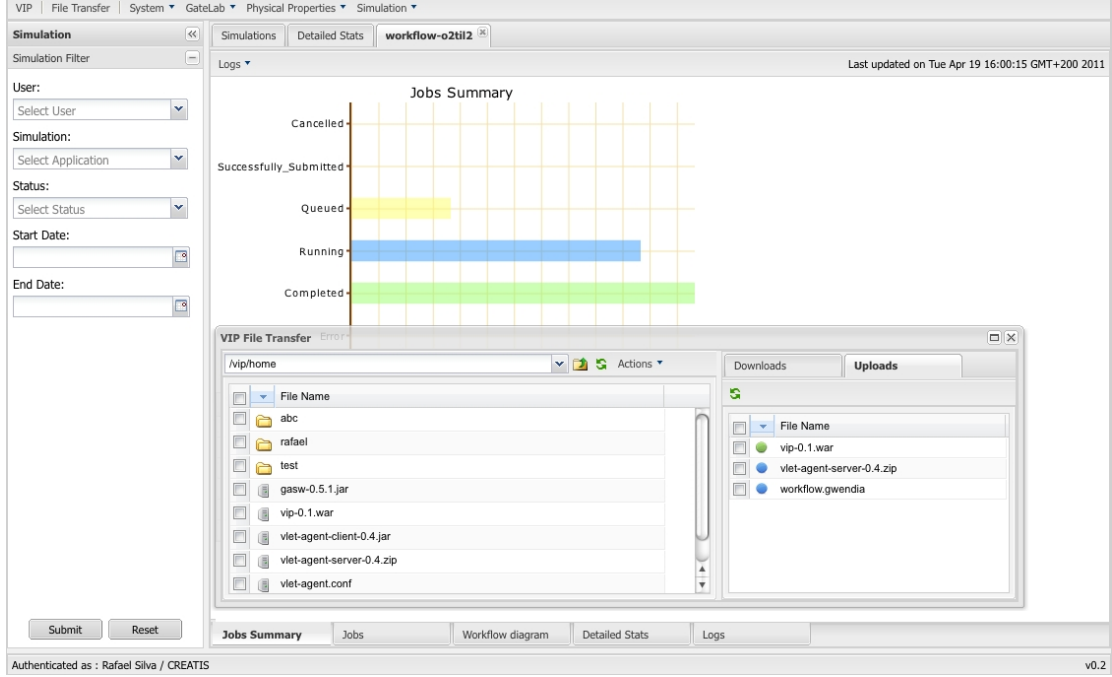 VIP File Transfer System GateLab Physical Properties Simulation
Simulation
Simulation Filter
User:
Select User
Simulation:
Select Application
Status:
Select Status
Start Date:
End Date:
Submit Reset
Simulations Detailed Stats workflow-o2til2
Logs Last updated on Tue Apr 19 16:00:15 GMT+200 2011
Jobs Summary
Cancelled
Successfully_Submitted
Queued
Running
Completed
Error
VIP File Transfer
/vip/home Actions
File Name
abc
rafael
test
gasw-0.5.1.jar
vip-0.1.war
vlet-agent-client-0.4.jar
vlet-agent-server-0.4.zip
vlet-agent.conf
Downloads Uploads
File Name
vip-0.1.war
vlet-agent-server-0.4.zip
workflow.gwendia
Jobs Summary Jobs Workflow diagram Detailed Stats Logs
Authenticated as : Rafael Silva / CREATIS v0.2